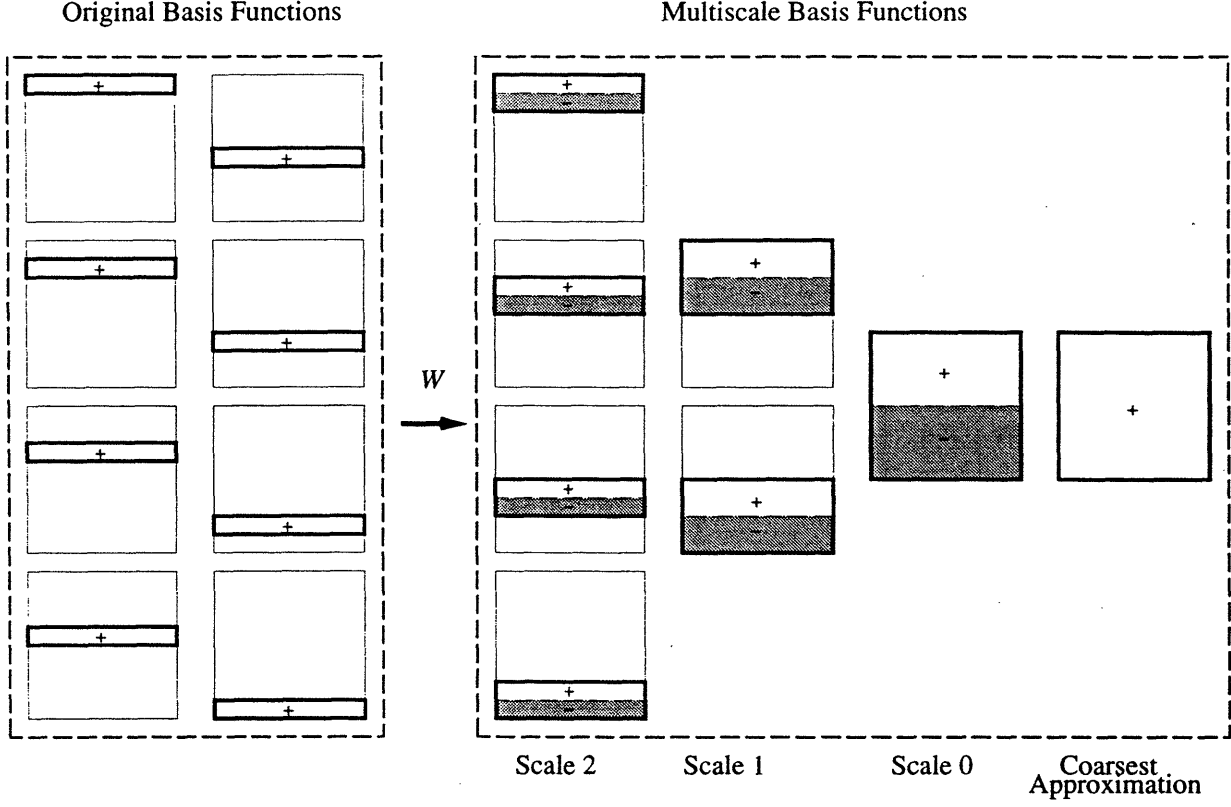 Original Basis Functions
Multiscale Basis Functions
+
+
+
+
+
+
+
+
W
+
-
+
-
+
-
+
-
+
-
+
-
+
-
+
Scale 2
Scale 1
Scale 0
Coarsest
Approximation